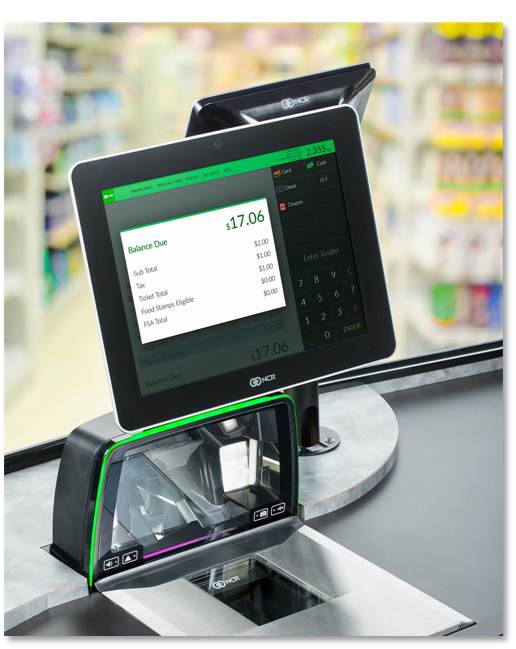 NCR
2.355
Card
Cash
Check
EFT
Coupon
Balance Due
$17.06
Sub Total
$2.00
Tax
$1.00
Ticket Total
$1.00
Food Stamps Eligible
$0.00
FSA Total
$0.00
Enter Tender
7 8 9 <
4 5 6 ?
1 2 3 C
. 0 ENTER
Balance Due
$17.06
NCR
NCR